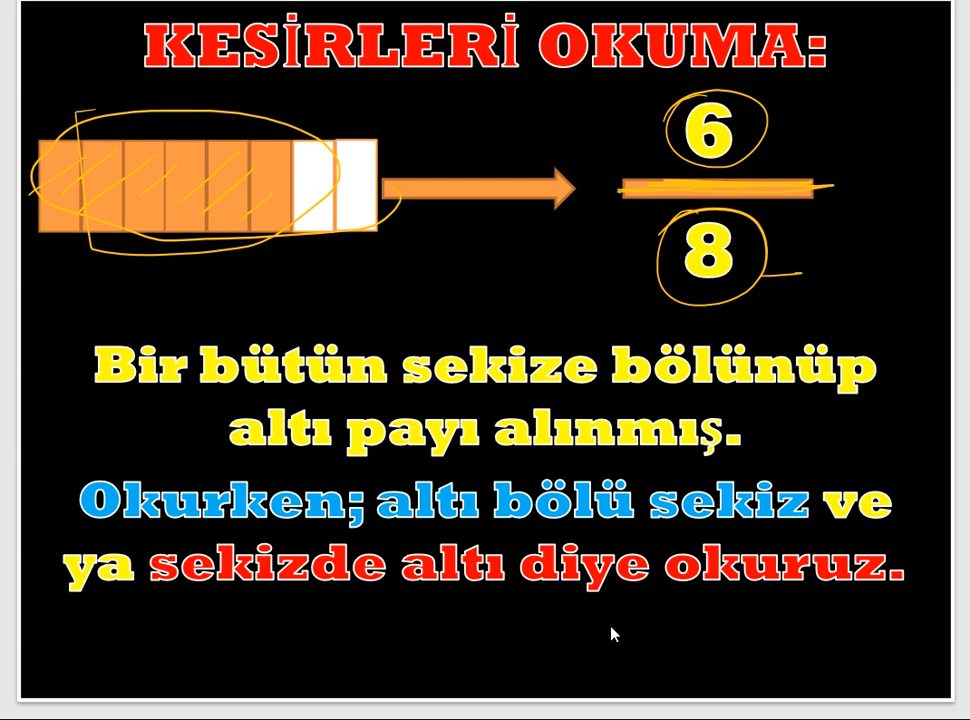 KESİRLERİ OKUMA:
6
8
Bir bütün sekize bölünüp
altı payı alınmış.
Okurken; altı bölü sekiz ve
ya sekizde altı diye okuruz.